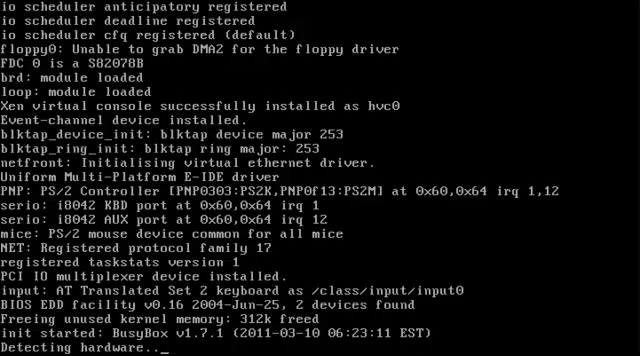 io scheduler anticipatory registered
io scheduler deadline registered
io scheduler cfq registered (default)
floppy0: Unable to grab DMA2 for the floppy driver
FDC 0 is a S82078B
brd: module loaded
loop: module loaded
Xen virtual console successfully installed as hvc0
Event-channel device installed.
blktap_device_init: blktap device major 253
blktap_ring_init: blktap ring major: 253
netfront: Initialising virtual ethernet driver.
Uniform Multi-Platform E-IDE driver
PNP: PS/2 Controller [PNP0303:PS2K,PNP0f13:PS2M] at 0x60,0x64 irq 1,12
serio: i8042 KBD port at 0x60,0x64 irq 1
serio: i8042 AUX port at 0x60,0x64 irq 12
mice: PS/2 mouse device common for all mice
NET: Registered protocol family 17
registered taskstats version 1
PCI IO multiplexer device installed.
input: AT Translated Set 2 keyboard as /class/input/input0
BIOS EDD facility v0.16 2004-Jun-25, 2 devices found
Freeing unused kernel memory: 312k freed
init started: BusyBox v1.7.1 (2011-03-10 06:23:11 EST)
Detecting hardware.._